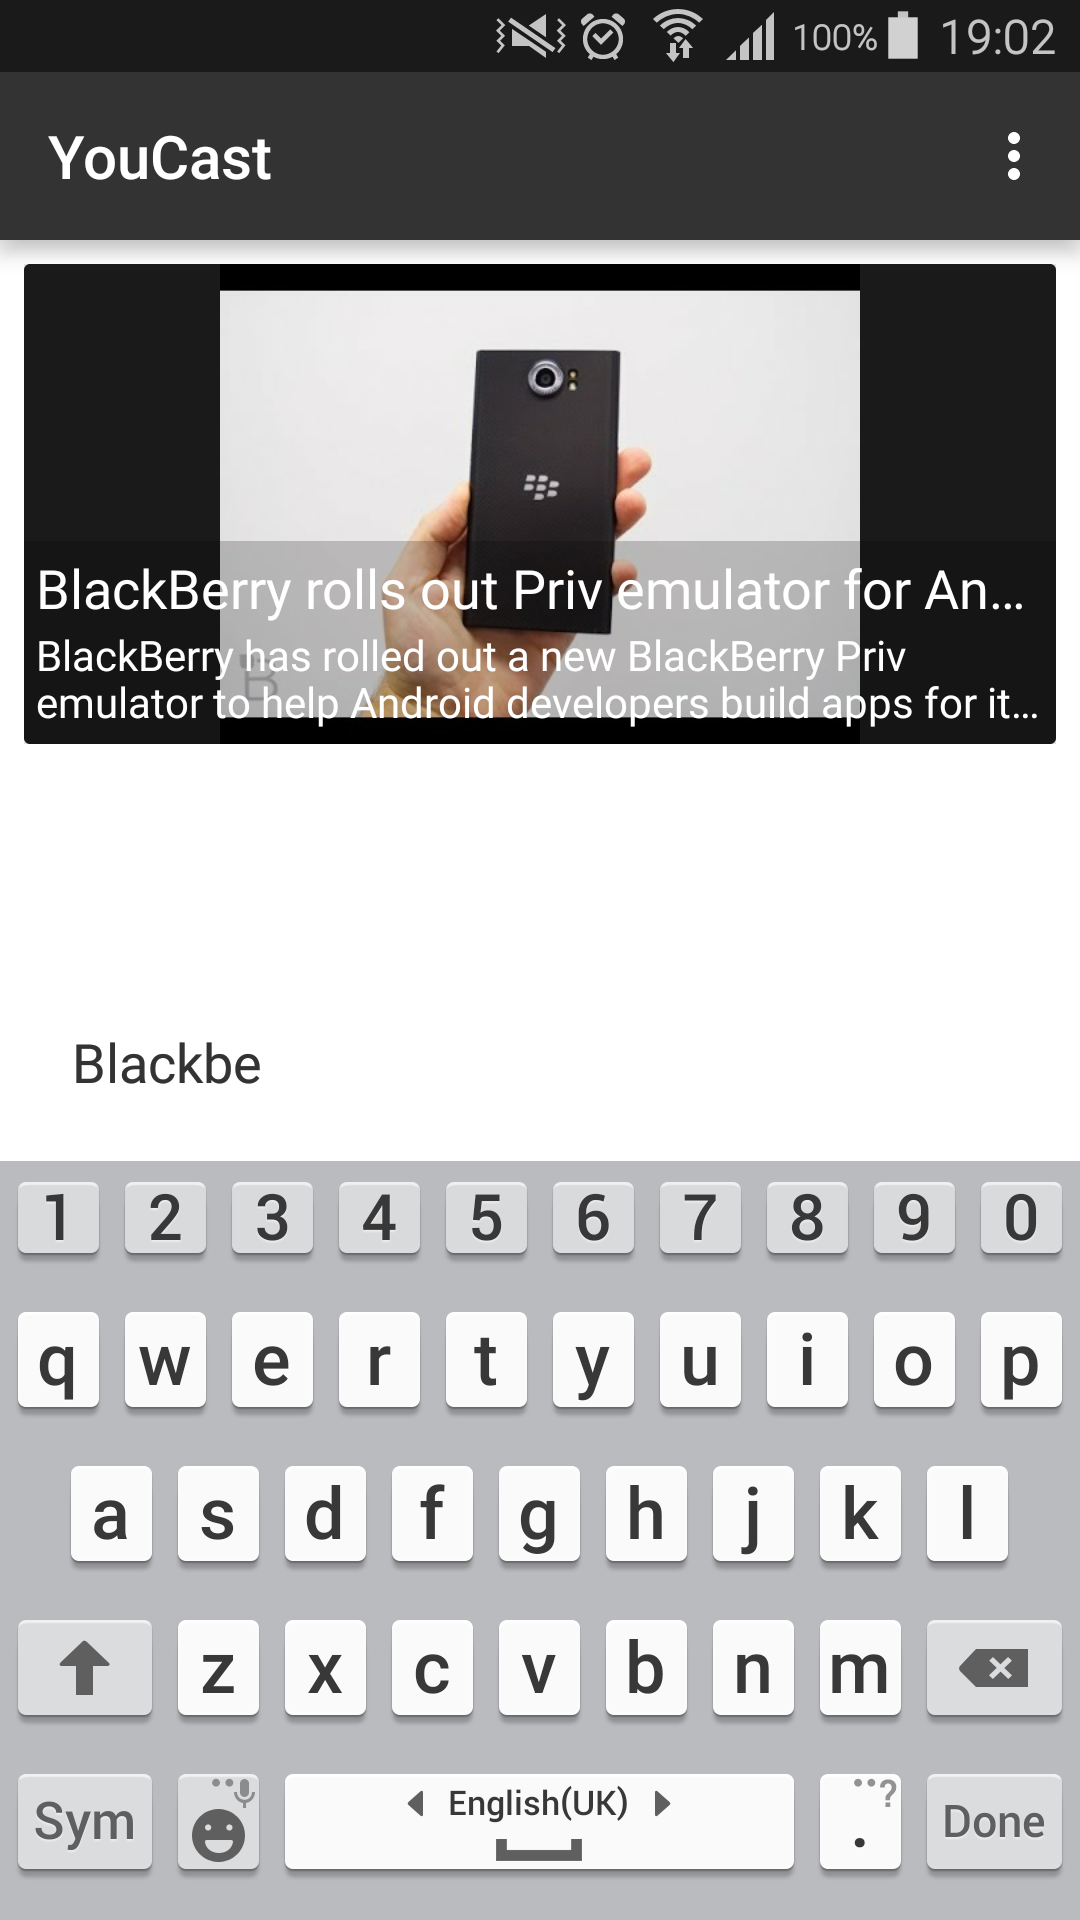 100% 19:02
YouCast
BlackBerry rolls out Priv emulator for An...
BlackBerry has rolled out a new BlackBerry Priv
emulator to help Android developers build apps for it...
B
Blackbe
1 2 3 4 5 6 7 8 9 0
q w e r t y u i o p
a s d f g h j k l
z x c v b n m
Sym English(UK) . ? Done